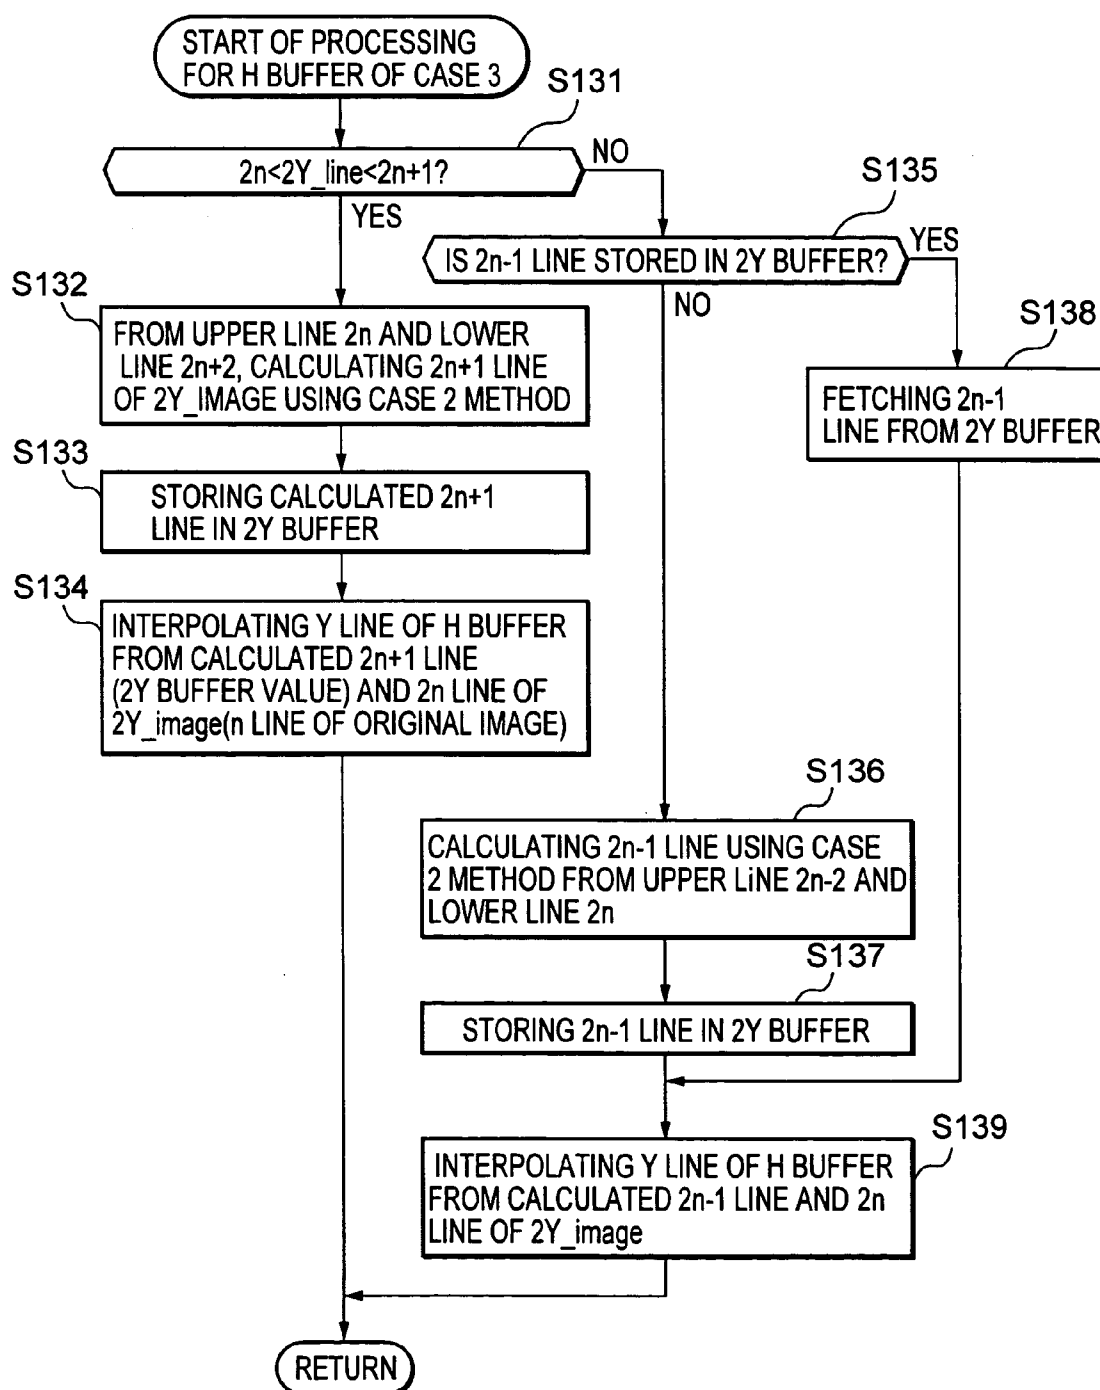 START OF PROCESSING
FOR H BUFFER OF CASE 3
S131
2n<2Y_line<2n+1?
NO
YES
S135
IS 2n-1 LINE STORED IN 2Y BUFFER?
YES
NO
S132
FROM UPPER LINE 2n AND LOWER
LINE 2n+2, CALCULATING 2n+1 LINE
OF 2Y_IMAGE USING CASE 2 METHOD
S138
FETCHING 2n-1
LINE FROM 2Y BUFFER
S133
STORING CALCULATED 2n+1
LINE IN 2Y BUFFER
S134
INTERPOLATING Y LINE OF H BUFFER
FROM CALCULATED 2n+1 LINE
(2Y BUFFER VALUE) AND 2n LINE OF
2Y_image(n LINE OF ORIGINAL IMAGE)
S136
CALCULATING 2n-1 LINE USING CASE
2 METHOD FROM UPPER LiNE 2n-2 AND
LOWER LINE 2n
S137
STORING 2n-1 LINE IN 2Y BUFFER
S139
INTERPOLATING Y LINE OF H BUFFER
FROM CALCULATED 2n-1 LINE AND 2n
LINE OF 2Y_image
RETURN